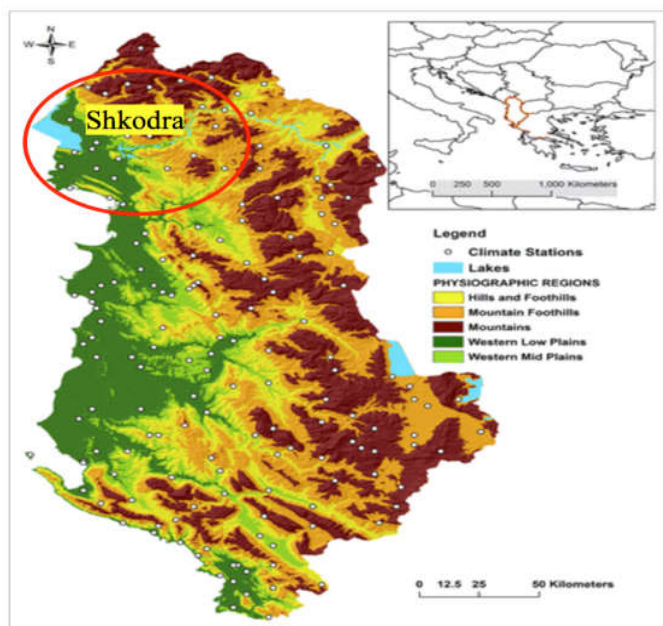 N
W E
S
Shkodra
0 250 500 1,000 Kilometers
Legend
Climate Stations
Lakes
PHYSIOGRAPHIC REGIONS
Hills and Foothills
Mountain Foothills
Mountains
Western Low Plains
Western Mid Plains
0 12.5 25 50 Kilometers